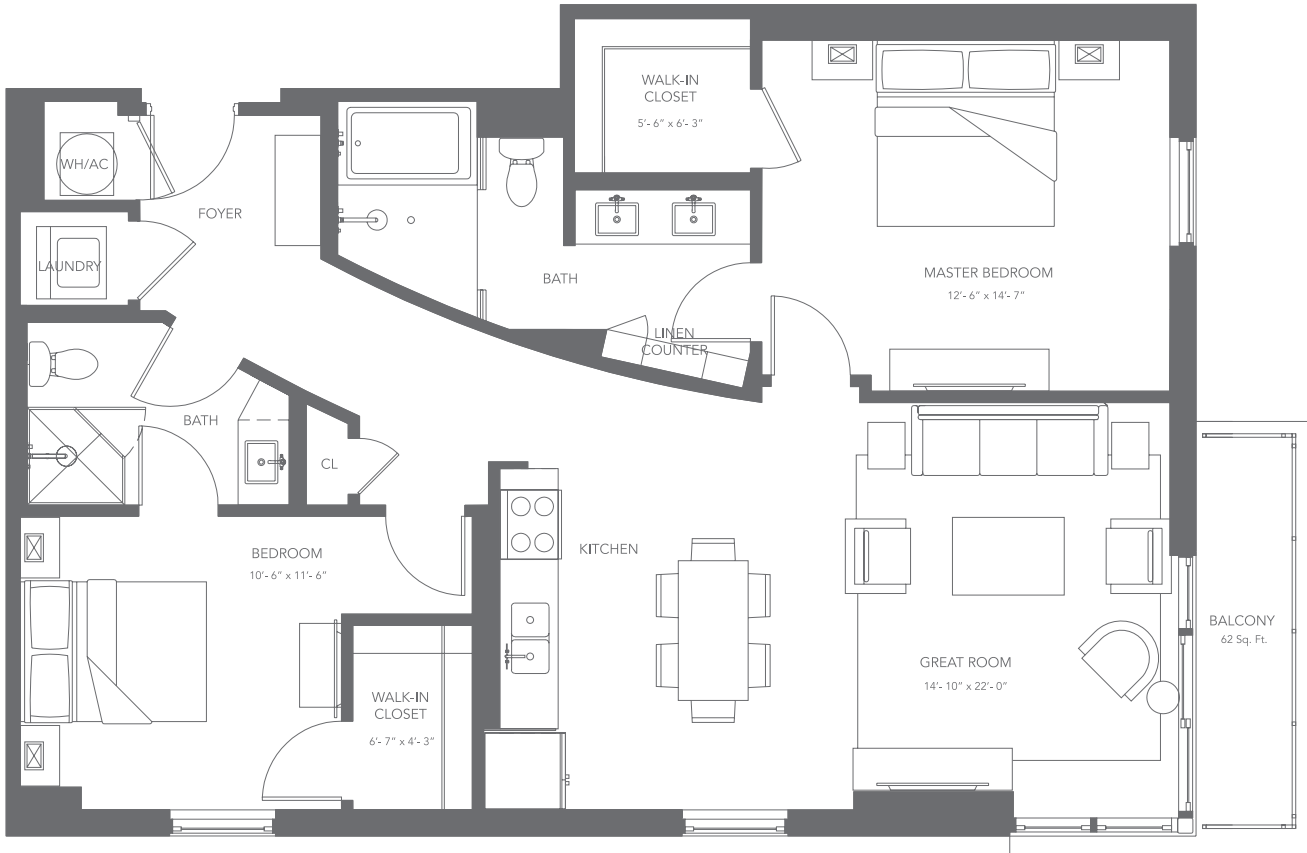 WALK-IN
CLOSET
5'- 6" x 6'- 3"
WH/AC
FOYER
LAUNDRY
BATH
MASTER BEDROOM
12'- 6" x 14'- 7"
LINEN
COUNTER
BATH
CL
KITCHEN
BEDROOM
10'- 6" x 11'- 6"
BALCONY
62 Sq. Ft.
GREAT ROOM
14'- 10" x 22'- 0"
WALK-IN
CLOSET
6'- 7" x 4'- 3"